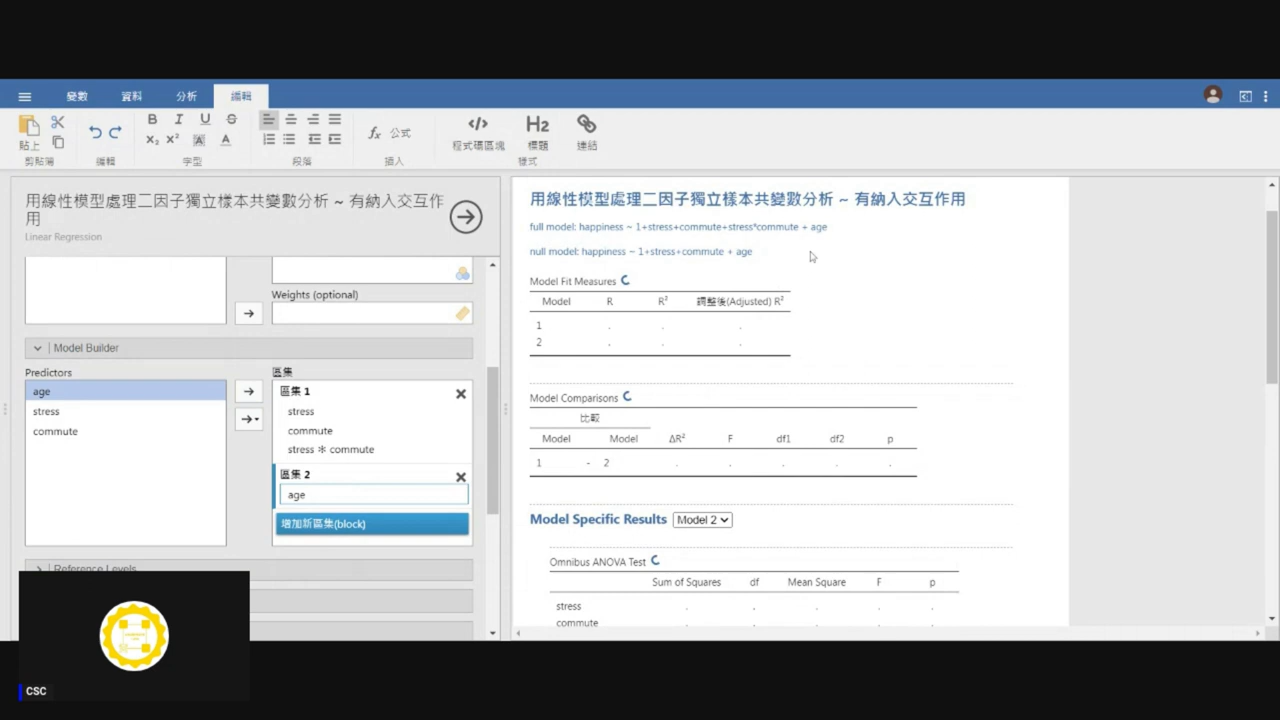 變數 資料 分析 編輯
貼上
剪貼簿 編輯
B I U S
X₂ X² A A
字型 段落
fx 公式
插入
程式碼區塊
H2
標題
連結
樣式
用線性模型處理二因子獨立樣本共變數分析 ~ 有納入交互作
用
Linear Regression
Weights (optional)
Model Builder
Predictors
age
stress
commute
區集
區集 1
stress
commute
stress ✻ commute
區集 2
age
增加新區集(block)
Reference Levels
CSC
用線性模型處理二因子獨立樣本共變數分析 ~ 有納入交互作用
full model: happiness ~ 1+stress+commute+stress*commute + age
null model: happiness ~ 1+stress+commute + age
Model Fit Measures
Model R R² 調整後(Adjusted) R²
1 . . .
2 . . .
Model Comparisons
比較
Model Model ΔR² F df1 df2 p
1 - 2 . . . . .
Model Specific Results Model 2
Omnibus ANOVA Test
Sum of Squares df Mean Square F p
stress . . . . .
commute